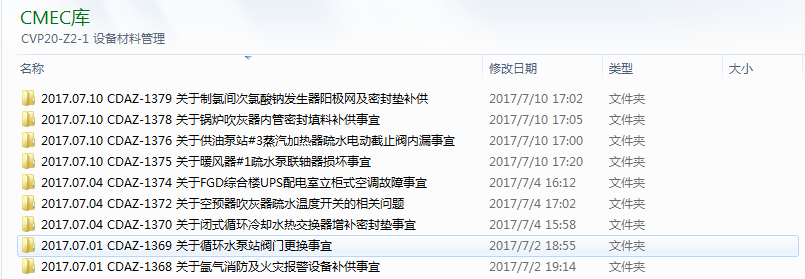 CMEC库
CVP20-Z2-1 设备材料管理
名称 修改日期 类型 大小
2017.07.10 CDAZ-1379 关于制氯间次氯酸钠发生器阳极网及密封垫补供 2017/7/10 17:02 文件夹
2017.07.10 CDAZ-1378 关于锅炉吹灰器内管密封填料补供事宜 2017/7/10 17:05 文件夹
2017.07.10 CDAZ-1376 关于供油泵站#3蒸汽加热器疏水电动截止阀内漏事宜 2017/7/10 17:00 文件夹
2017.07.10 CDAZ-1375 关于暖风器#1疏水泵联轴器损坏事宜 2017/7/10 17:20 文件夹
2017.07.04 CDAZ-1374 关于FGD综合楼UPS配电室立柜式空调故障事宜 2017/7/4 16:12 文件夹
2017.07.04 CDAZ-1372 关于空预器吹灰器疏水温度开关的相关问题 2017/7/4 17:02 文件夹
2017.07.04 CDAZ-1370 关于闭式循环冷却水热交换器增补密封垫事宜 2017/7/4 15:58 文件夹
2017.07.01 CDAZ-1369 关于循环水泵站阀门更换事宜 2017/7/2 18:55 文件夹
2017.07.01 CDAZ-1368 关于氩气消防及火灾报警设备补供事宜 2017/7/2 19:14 文件夹